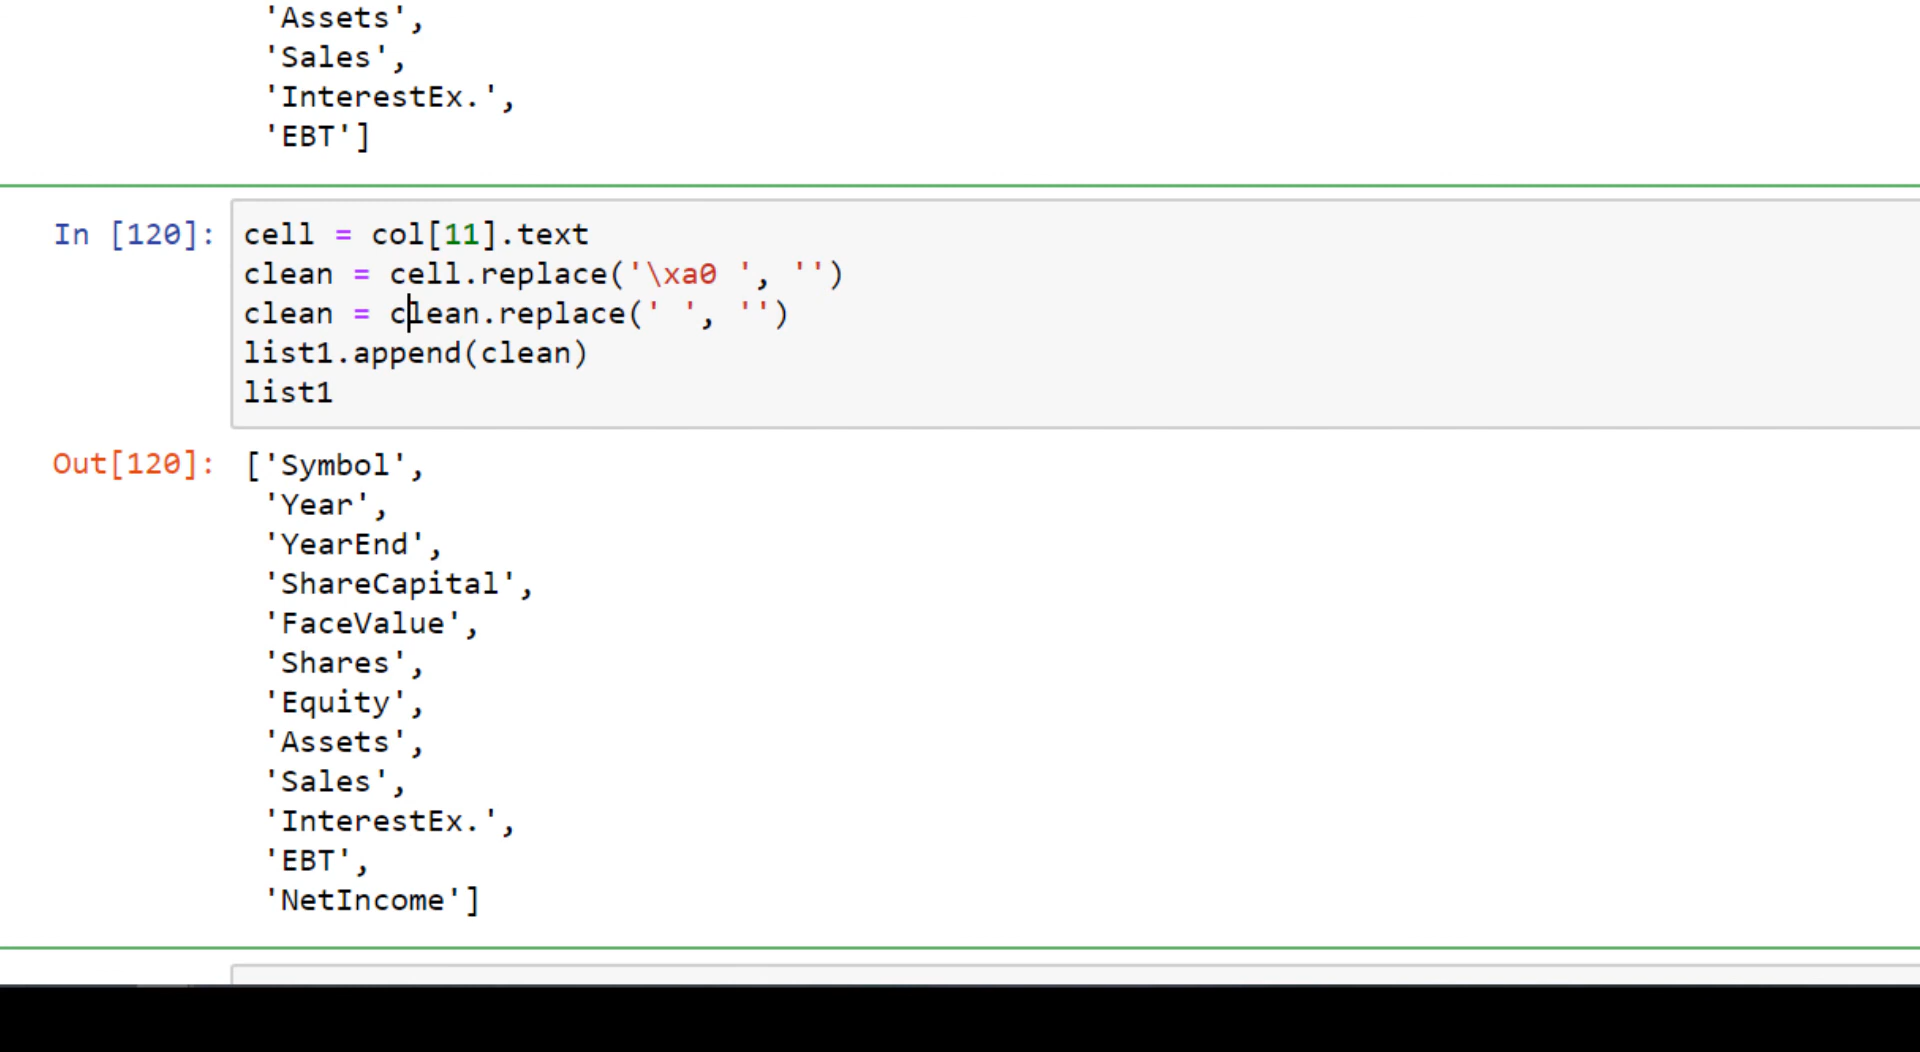 'Assets',
'Sales',
'InterestEx.',
'EBT']
In [120]: cell = col[11].text
clean = cell.replace('\xa0 ', '')
clean = clean.replace(' ', '')
list1.append(clean)
list1
Out[120]: ['Symbol',
'Year',
'YearEnd',
'ShareCapital',
'FaceValue',
'Shares',
'Equity',
'Assets',
'Sales',
'InterestEx.',
'EBT',
'NetIncome']